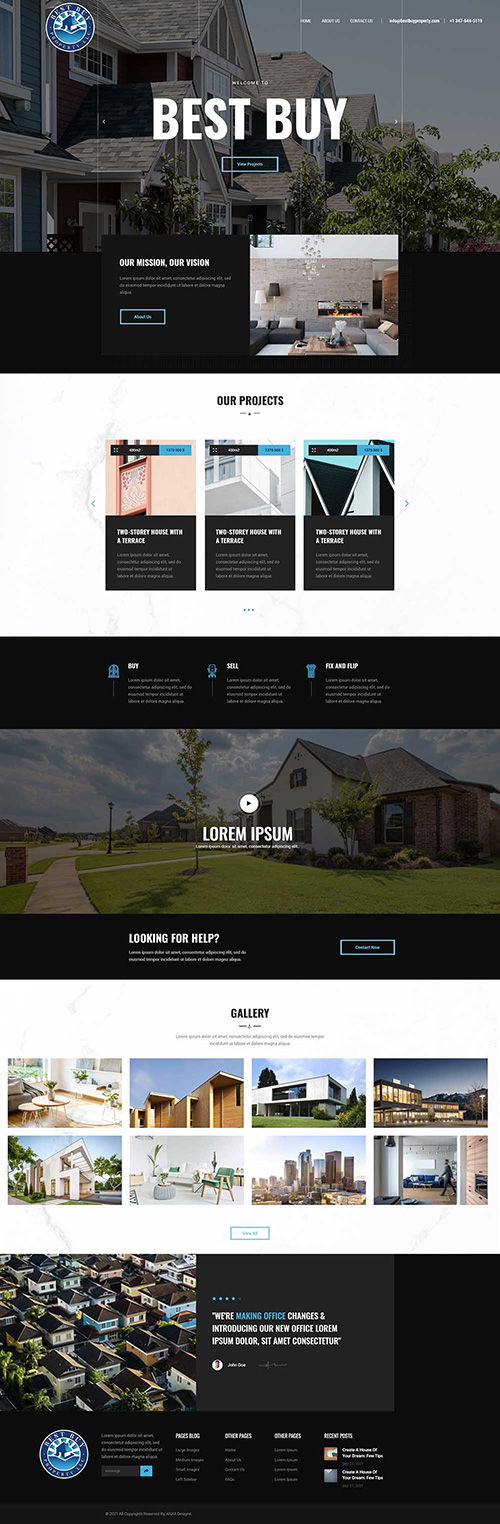 BEST BUY
PROPERTY LLC
HOME ABOUT US CONTACT US info@bestbuyproperty.com +1 347-644-5119
WELCOME TO
BEST BUY
View Projects
OUR MISSION, OUR VISION
Lorem ipsum dolor sit amet, consectetur adipiscing elit, sed
do eiusmod tempor incididunt ut labore et dolore magna
aliqua.
About Us
OUR PROJECTS
400m2 1 370 000 $
400m2 1 370 000 $
400m2 1 370 000 $
TWO-STOREY HOUSE WITH
A TERRACE
Lorem ipsum dolor sit amet,
consectetur adipiscing elit, sed do
eiusmod tempor incididunt ut
labore et dolore magna aliqua.
TWO-STOREY HOUSE WITH
A TERRACE
Lorem ipsum dolor sit amet,
consectetur adipiscing elit, sed do
eiusmod tempor incididunt ut
labore et dolore magna aliqua.
TWO-STOREY HOUSE WITH
A TERRACE
Lorem ipsum dolor sit amet,
consectetur adipiscing elit, sed do
eiusmod tempor incididunt ut
labore et dolore magna aliqua.
BUY
Lorem ipsum dolor sit amet,
consectetur adipiscing elit, sed do
eiusmod tempor incididunt ut
labore et dolore magna aliqua.
SELL
Lorem ipsum dolor sit amet,
consectetur adipiscing elit, sed do
eiusmod tempor incididunt ut
labore et dolore magna aliqua.
FIX AND FLIP
Lorem ipsum dolor sit amet,
consectetur adipiscing elit, sed do
eiusmod tempor incididunt ut
labore et dolore magna aliqua.
LOREM IPSUM
Lorem ipsum dolor sit amet, consectetur adipiscing elit.
LOOKING FOR HELP?
Lorem ipsum dolor sit amet, consectetur adipiscing elit, sed do
eiusmod tempor incididunt ut labore et dolore magna aliqua.
Contact Now
GALLERY
Lorem ipsum dolor sit amet, consectetur adipiscing elit, sed do eiusmod tempor
incididunt ut labore et dolore magna aliqua.
View All
"WE'RE MAKING OFFICE CHANGES &
INTRODUCING OUR NEW OFFICE LOREM
IPSUM DOLOR, SIT AMET CONSECTETUR"
John Doe
BEST BUY
PROPERTY LLC
Lorem ipsum dolor sit amet,
consectetur adipiscing elit, sed
do eiusmod tempor incididunt ut
labore et dolore magna aliqua.
Message
PAGES BLOG
Large Images
Medium Images
Small Images
Left Sidebar
OTHER PAGES
Home
About Us
Contact Us
FAQs
OTHER PAGES
Lorem Ipsum
Lorem Ipsum
Lorem Ipsum
Lorem Ipsum
RECENT POSTS
Create A House Of
Your Dream: Few Tips
Sep 27, 2021
Create A House Of
Your Dream: Few Tips
Sep 27, 2021
© 2021 All Copyrights Reserved By,